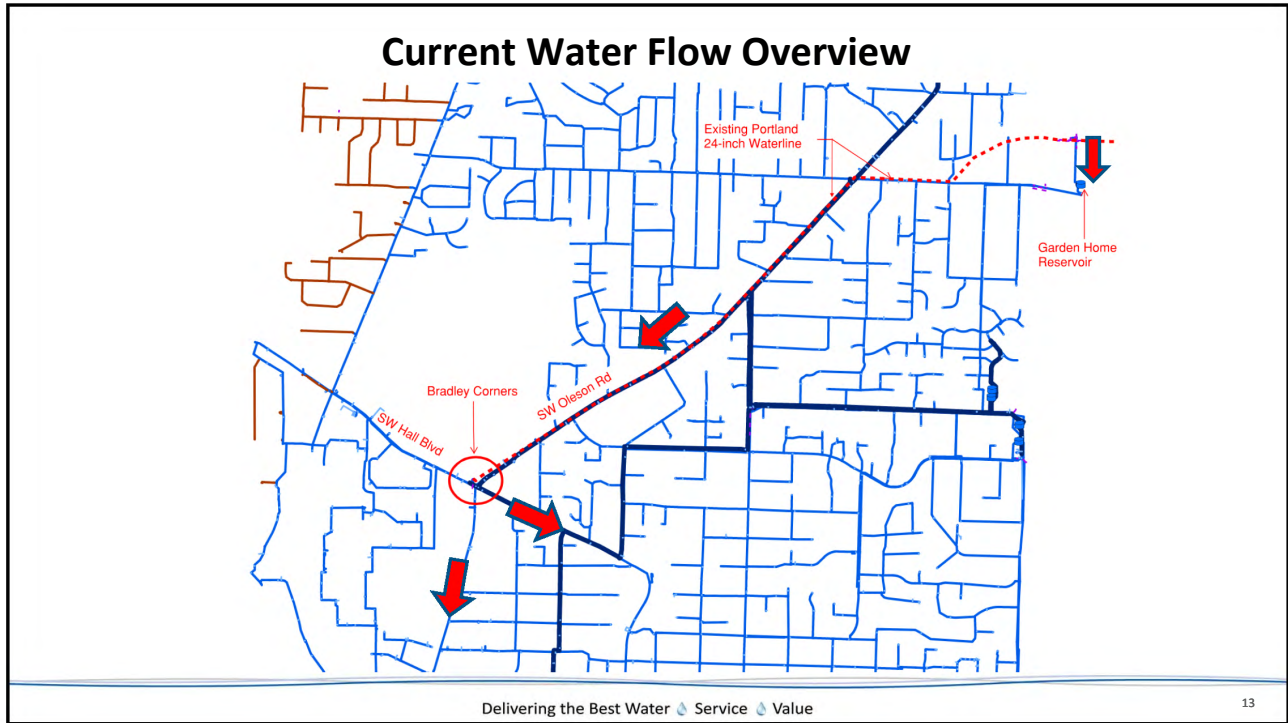 Current Water Flow Overview
Existing Portland
24-inch Waterline
Garden Home
Reservoir
SW Oleson Rd
Bradley Corners
SW Hall Blvd
Delivering the Best Water Service Value
13